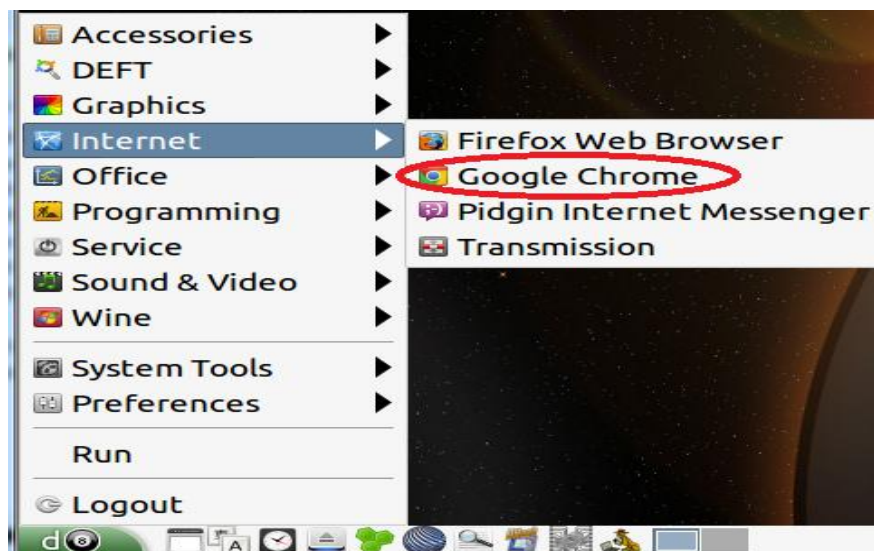 Accessories
DEFT
Graphics
Internet
Office
Programming
Service
Sound & Video
Wine
System Tools
Preferences
Run
Logout
Firefox Web Browser
Google Chrome
Pidgin Internet Messenger
Transmission
d8
A